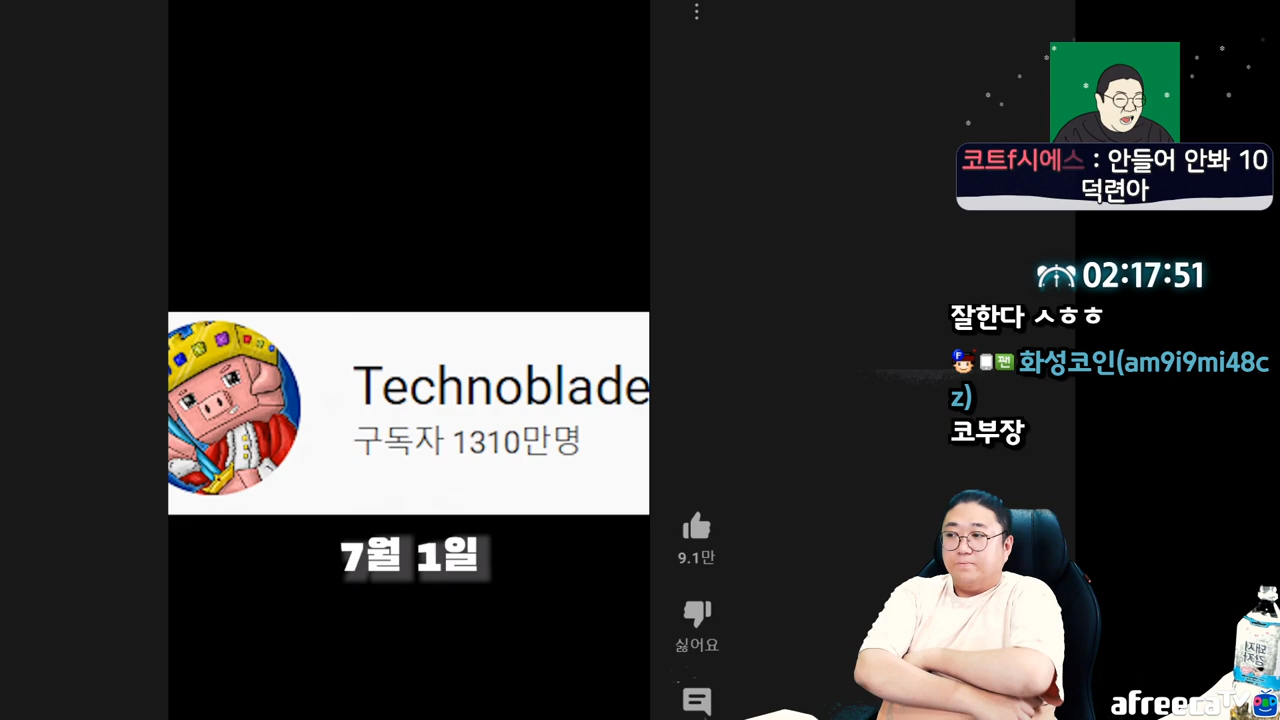 코트f시에스 : 안들어 안봐 10
덕련아
02:17:51
잘한다 ㅅㅎㅎ
F 팬 화성코인(am9i9mi48c
z)
코부장
Technoblade
구독자 1310만명
7월 1일
9.1만
싫어요
afreecaTV